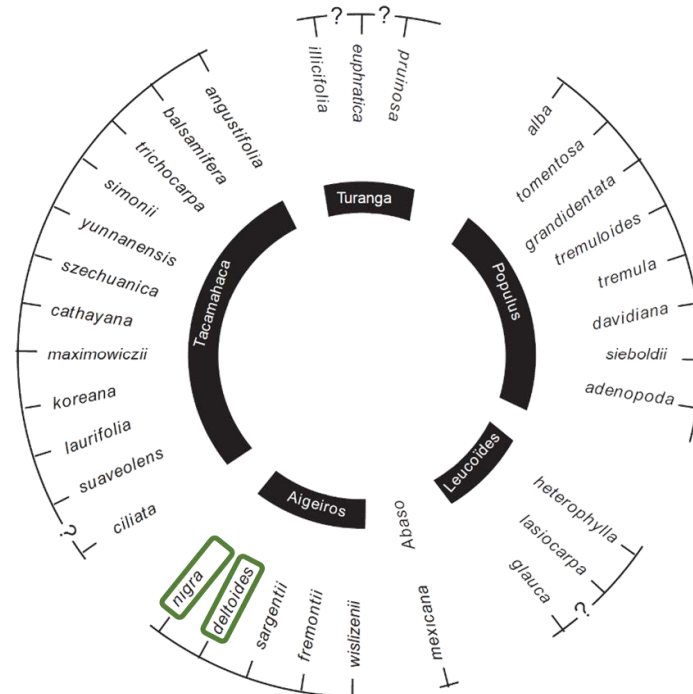 ?
?
illicifolia
euphratica
pruinosa
Turanga
alba
tomentosa
grandidentata
tremuloides
tremula
davidiana
sieboldii
adenopoda
Populus
heterophylla
lasiocarpa
glauca
?
Leucoïdes
Abaso
mexicana
Aigeiros
wislizenii
fremontii
sargentii
deltoides
nigra
Tacamahaca
?
ciliata
suaveolens
laurifolia
koreana
maximowiczii
cathayana
szechuanica
yunnanensis
simonii
trichocarpa
balsamifera
angustifolia